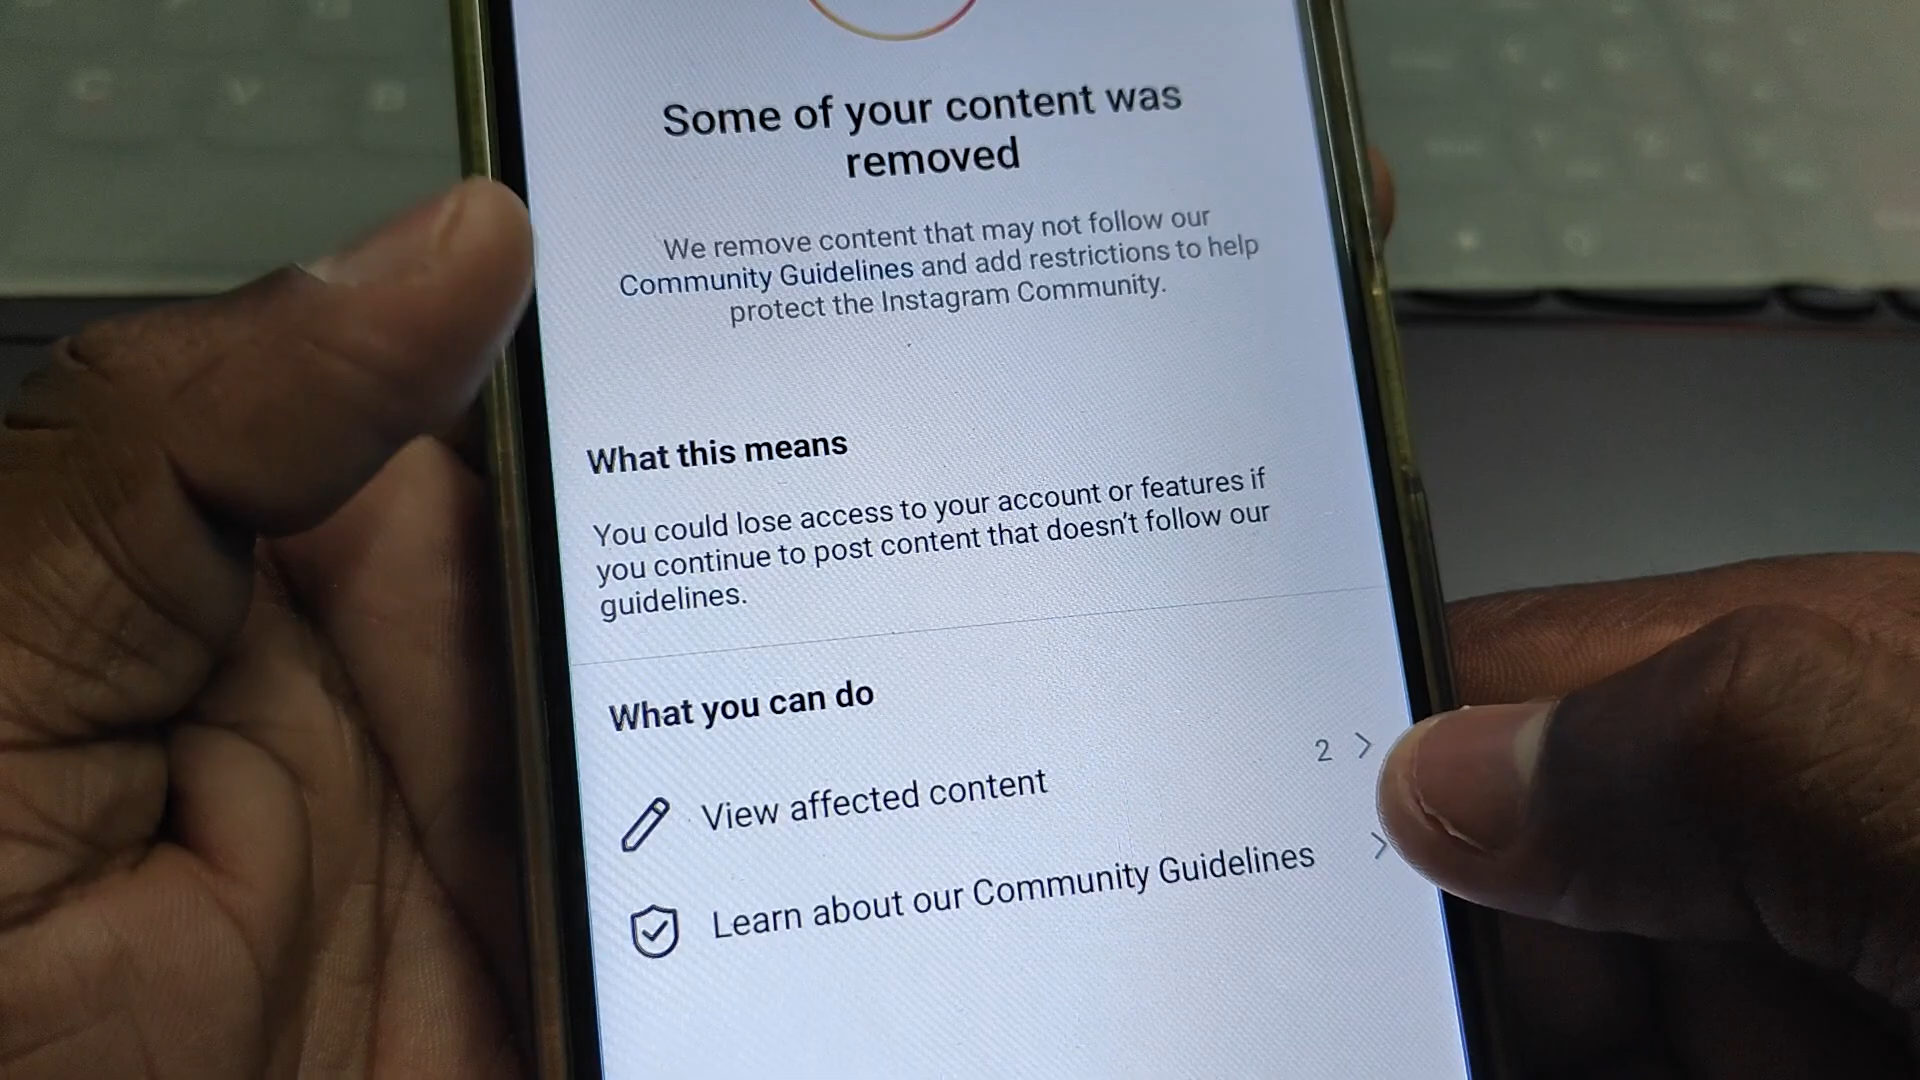 C V B
Some of your content was
removed
We remove content that may not follow our
Community Guidelines and add restrictions to help
protect the Instagram Community.
What this means
You could lose access to your account or features if
you continue to post content that doesn't follow our
guidelines.
What you can do
View affected content 2
Learn about our Community Guidelines